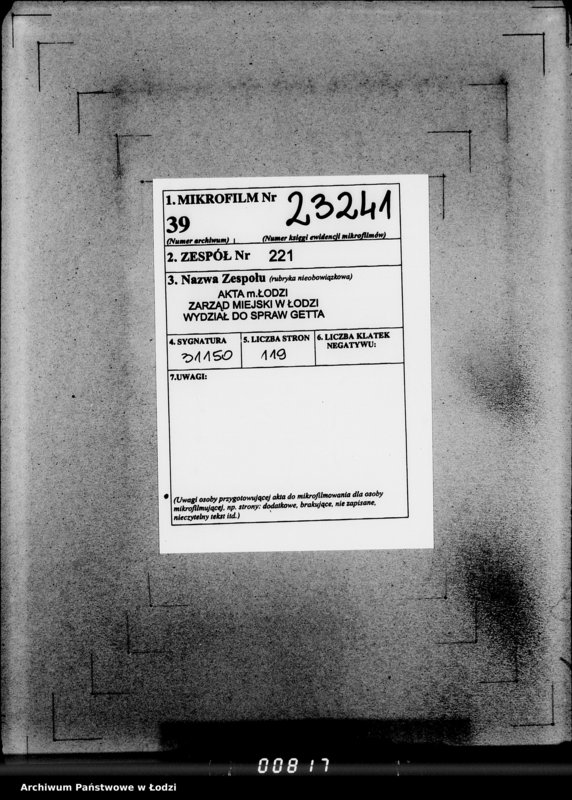 1. MIKROFILM Nr 23241
39
(Numer archiwum) (Numer księgi ewidencji mikrofilmów)
2. ZESPÓŁ Nr 221
3. Nazwa Zespołu (rubryka nieobowiązkowa)
AKTA m.ŁODZI
ZARZĄD MIEJSKI W ŁODZI
WYDZIAŁ DO SPRAW GETTA
4. SYGNATURA 5. LICZBA STRON 6. LICZBA KLATEK
NEGATYWU:
31150 119
7.UWAGI:
(Uwagi osoby przygotowującej akta do mikrofilmowania dla osoby
mikrofilmującej, np. strony: dodatkowe, brakujące, nie zapisane,
nieczytelny tekst itd.)
00817
Archiwum Państwowe w Łodzi